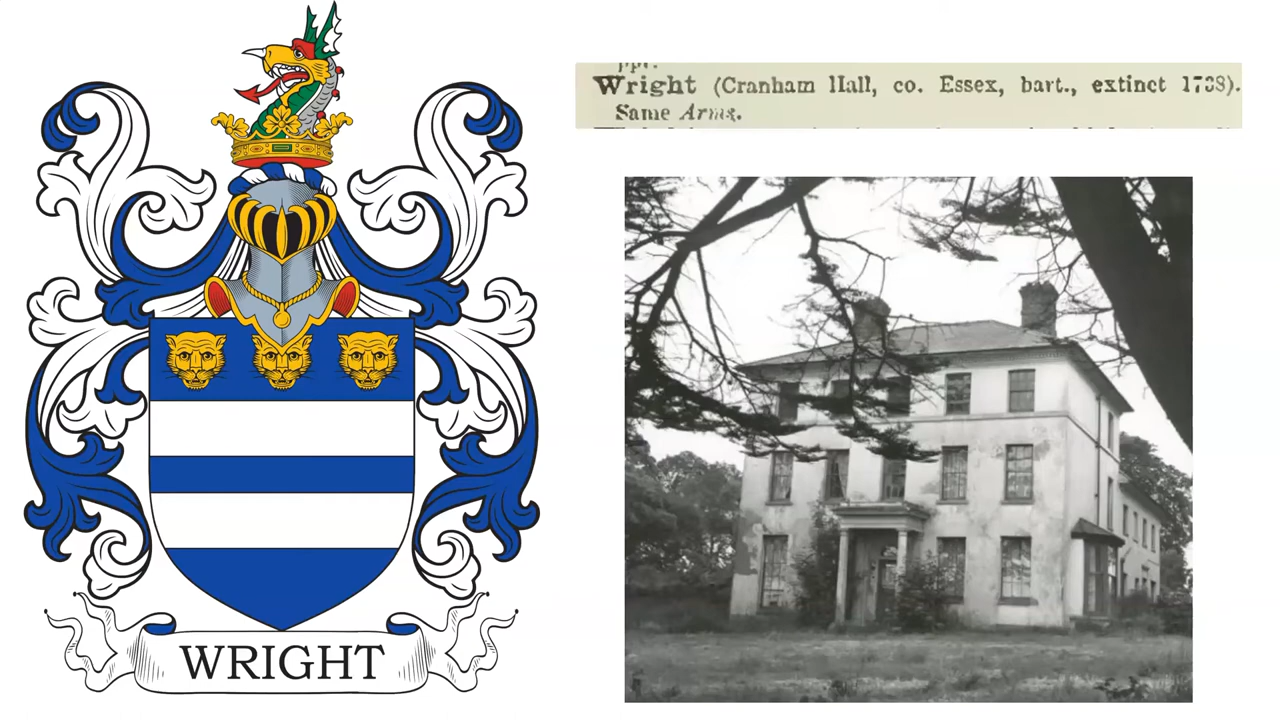 Wright (Cranham Hall, co. Essex, bart., extinct 1738).
Same Arms.
WRIGHT